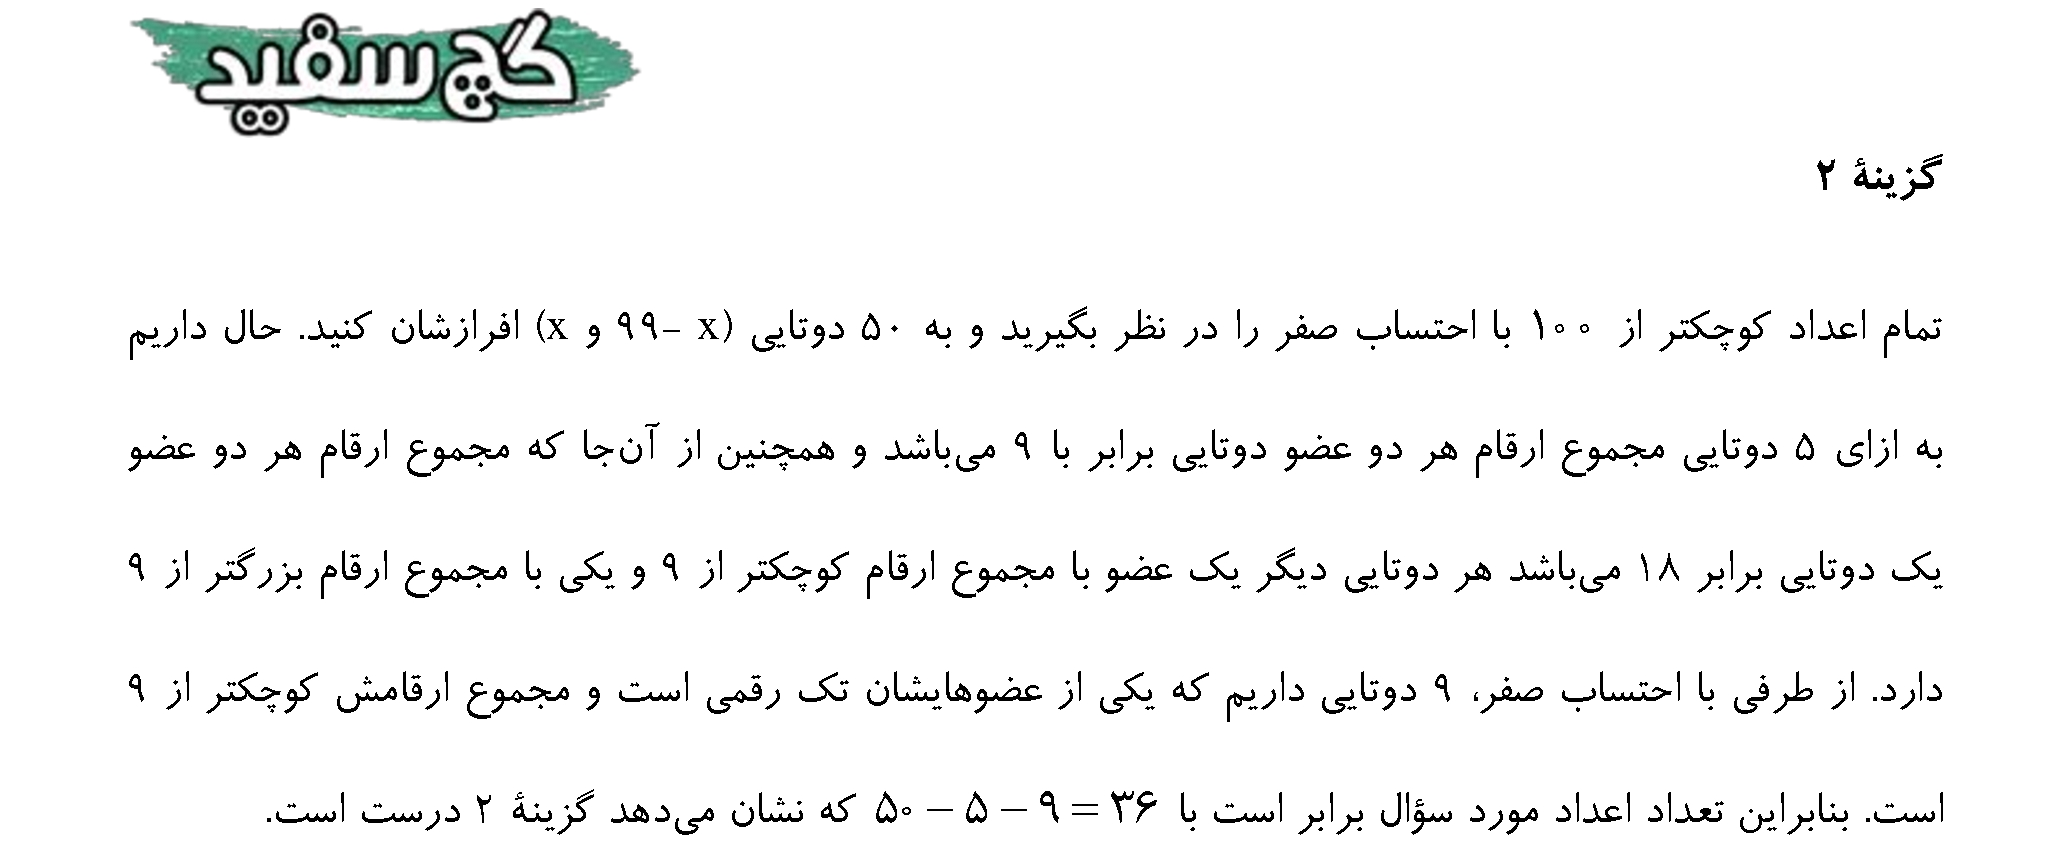 گچ سفید
گزینهٔ ۲
تمام اعداد کوچکتر از ۱۰۰ با احتساب صفر را در نظر بگیرید و به ۵۰ دوتایی (x و ۹۹- x) افرازشان کنید. حال داریم
به ازای ۵ دوتایی مجموع ارقام هر دو عضو دوتایی برابر با ۹ می‌باشد و همچنین از آن‌جا که مجموع ارقام هر دو عضو
یک دوتایی برابر ۱۸ می‌باشد هر دوتایی دیگر یک عضو با مجموع ارقام کوچکتر از ۹ و یکی با مجموع ارقام بزرگتر از ۹
دارد. از طرفی با احتساب صفر، ۹ دوتایی داریم که یکی از عضوهایشان تک رقمی است و مجموع ارقامش کوچکتر از ۹
است. بنابراین تعداد اعداد مورد سؤال برابر است با ۵۰ – ۵ – ۹ = ۳۶ که نشان می‌دهد گزینهٔ ۲ درست است.